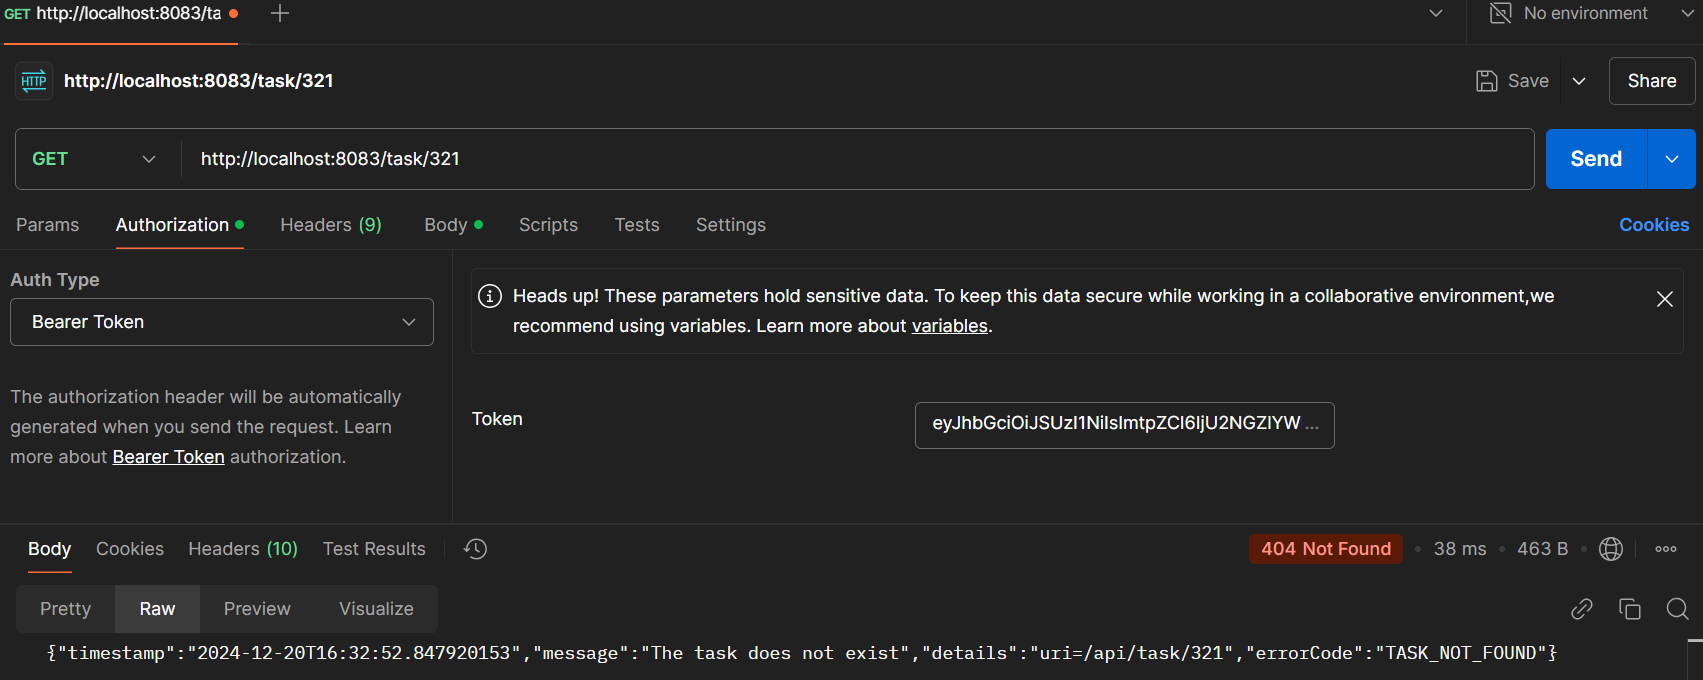 GET http://localhost:8083/ta
No environment
HTTP http://localhost:8083/task/321
Save
Share
GET
http://localhost:8083/task/321
Send
Params
Authorization
Headers (9)
Body
Scripts
Tests
Settings
Cookies
Auth Type
Bearer Token
The authorization header will be automatically
generated when you send the request. Learn
more about Bearer Token authorization.
Heads up! These parameters hold sensitive data. To keep this data secure while working in a collaborative environment,we
recommend using variables. Learn more about variables.
Token
eyJhbGciOiJSUzI1NiIsImtpZCI6IjU2NGZlYW ...
Body
Cookies
Headers (10)
Test Results
404 Not Found
38 ms
463 B
Pretty
Raw
Preview
Visualize
{"timestamp":"2024-12-20T16:32:52.847920153","message":"The task does not exist","details":"uri=/api/task/321","errorCode":"TASK_NOT_FOUND"}